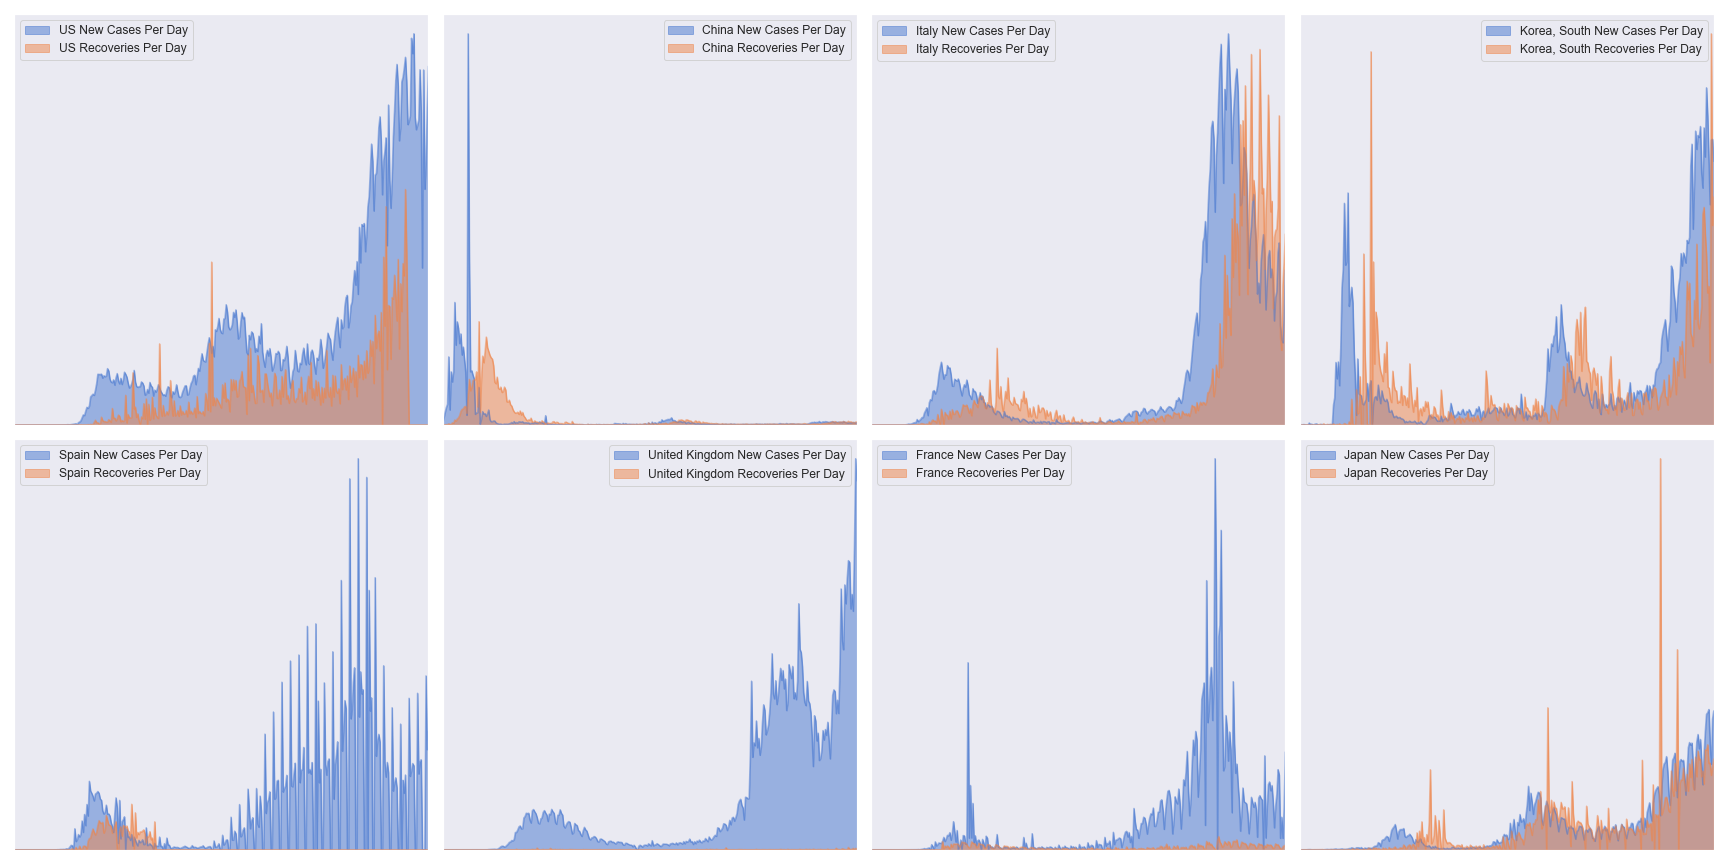 US New Cases Per Day
US Recoveries Per Day
China New Cases Per Day
China Recoveries Per Day
Italy New Cases Per Day
Italy Recoveries Per Day
Korea, South New Cases Per Day
Korea, South Recoveries Per Day
Spain New Cases Per Day
Spain Recoveries Per Day
United Kingdom New Cases Per Day
United Kingdom Recoveries Per Day
France New Cases Per Day
France Recoveries Per Day
Japan New Cases Per Day
Japan Recoveries Per Day